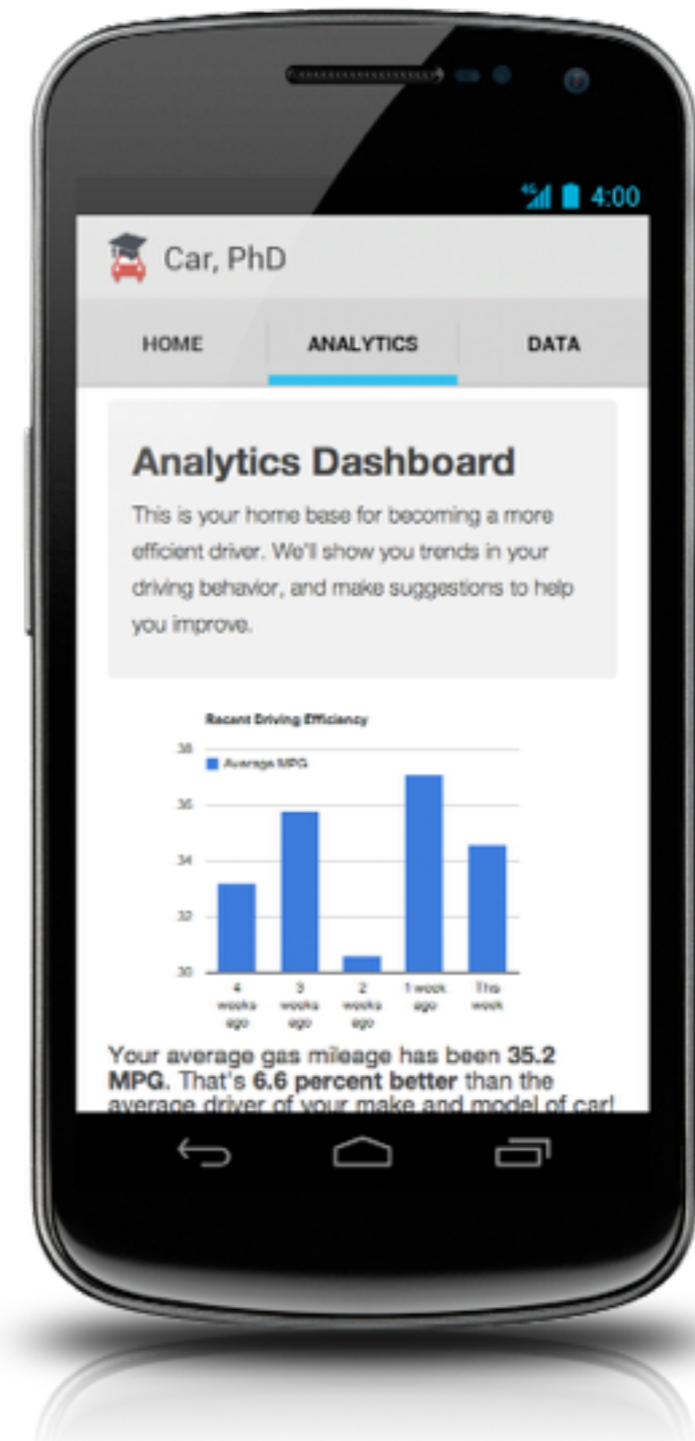 4G 4:00
Car, PhD
HOME ANALYTICS DATA
Analytics Dashboard
This is your home base for becoming a more
efficient driver. We'll show you trends in your
driving behavior, and make suggestions to help
you improve.
Recent Driving Efficiency
38
Average MPG
36
34
32
30
4 weeks ago
3 weeks ago
2 weeks ago
1 week ago
This week
Your average gas mileage has been 35.2
MPG. That's 6.6 percent better than the
average driver of your make and model of car!